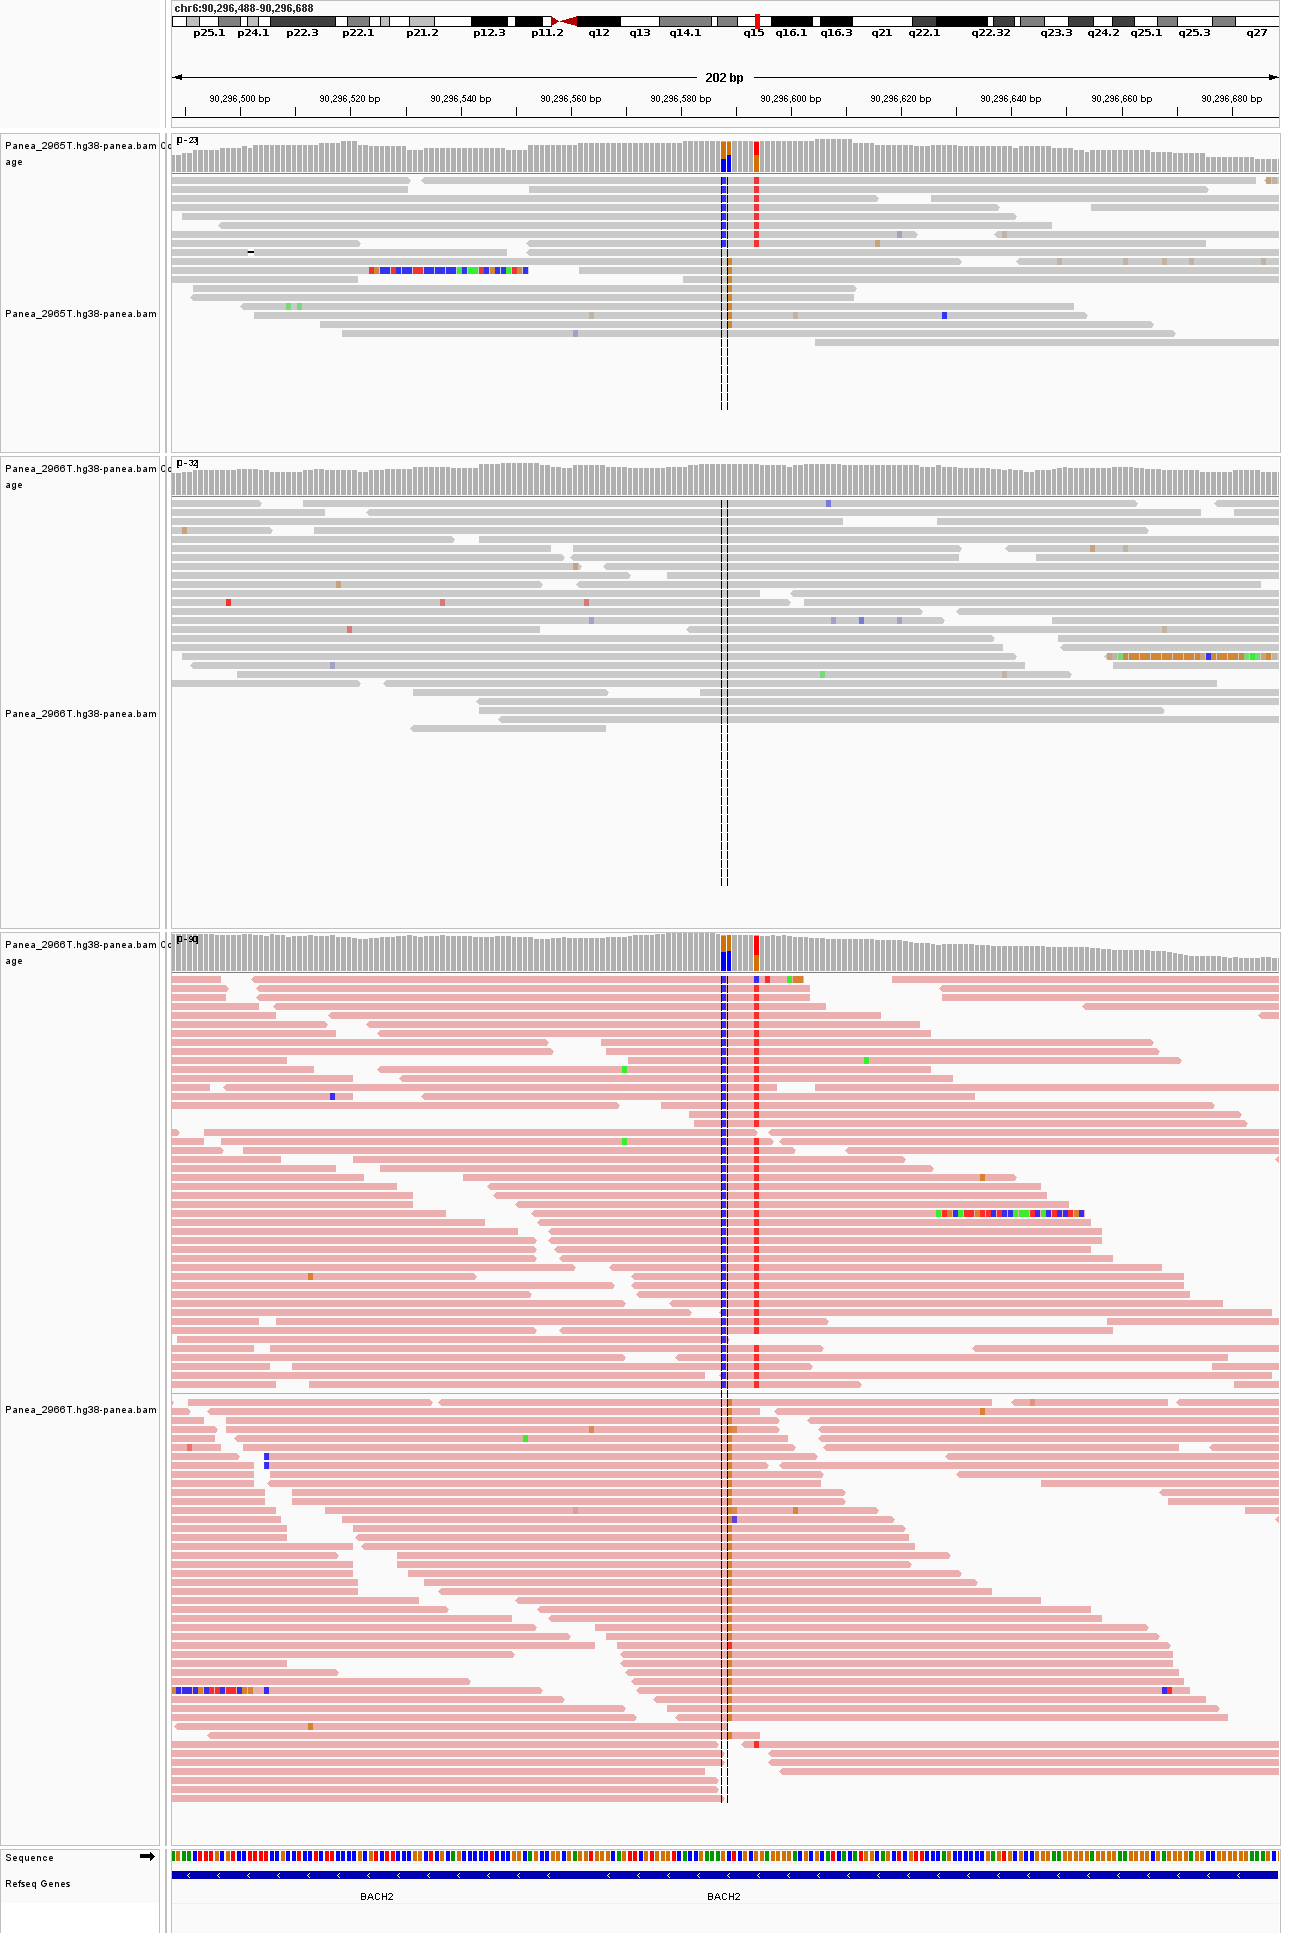 chr6:90,296,488-90,296,688
p25.1 p24.1 p22.3 p22.1 p21.2 p12.3 p11.2 q12 q13 q14.1 q15 q16.1 q16.3 q21 q22.1 q22.32 q23.3 q24.2 q25.1 q25.3 q27
202 bp
90,296,500 bp 90,296,520 bp 90,296,540 bp 90,296,560 bp 90,296,580 bp 90,296,600 bp 90,296,620 bp 90,296,640 bp 90,296,660 bp 90,296,680 bp
Panea_2965T.hg38-panea.bam Co
age
[0-23]
Panea_2965T.hg38-panea.bam
Panea_2966T.hg38-panea.bam Co
age
[0-32]
Panea_2966T.hg38-panea.bam
Panea_2966T.hg38-panea.bam Co
age
[0-90]
Panea_2966T.hg38-panea.bam
Sequence
Refseq Genes
BACH2 BACH2